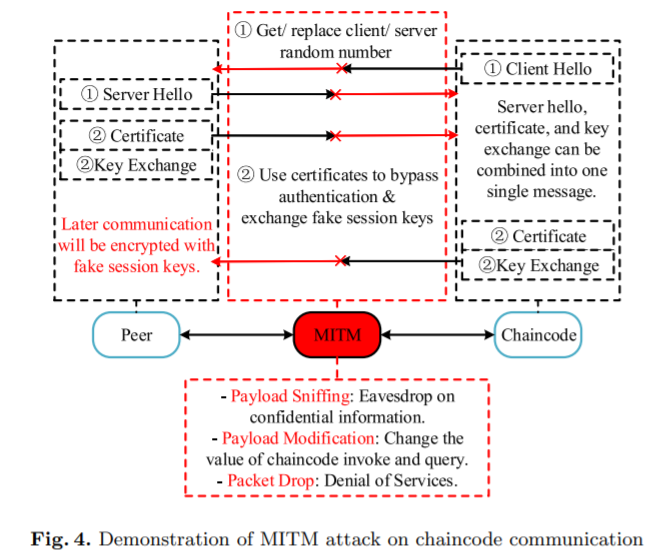 ① Get/ replace client/ server
random number
① Client Hello
① Server Hello
② Certificate
②Key Exchange
Server hello,
certificate, and key
exchange can be
combined into one
single message.
② Use certificates to bypass
authentication &
exchange fake session keys
Later communication
will be encrypted with
fake session keys.
② Certificate
②Key Exchange
Peer
MITM
Chaincode
- Payload Sniffing: Eavesdrop on
confidential information.
- Payload Modification: Change the
value of chaincode invoke and query.
- Packet Drop: Denial of Services.
Fig. 4. Demonstration of MITM attack on chaincode communication